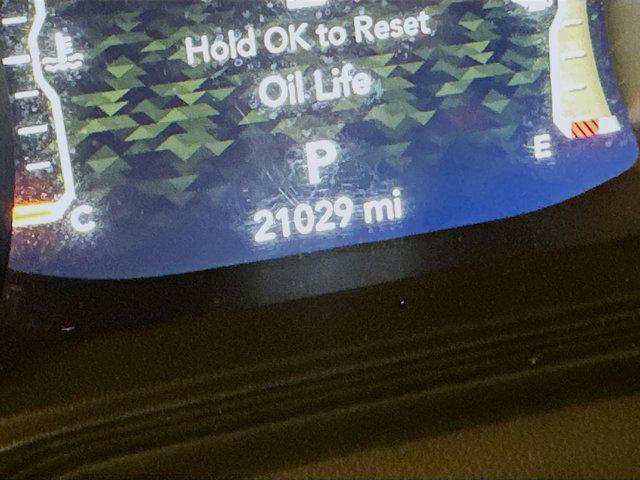 Hold OK to Reset
Oil Life
P
E
C
21029 mi